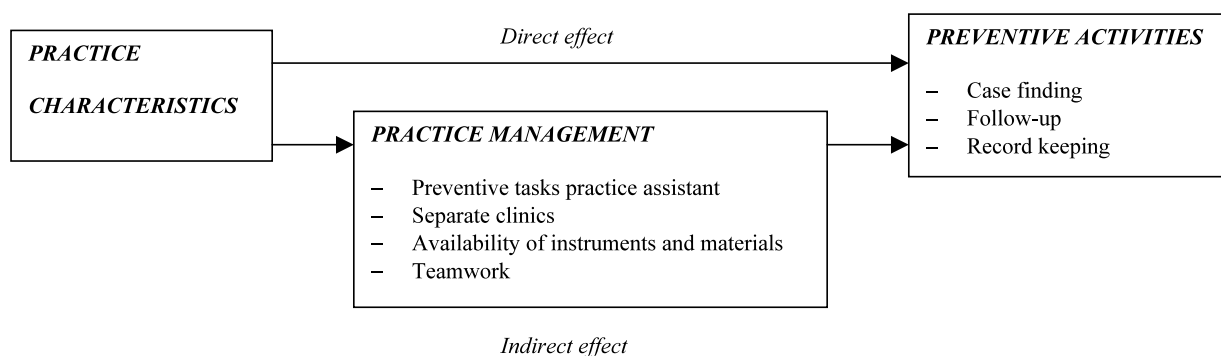 Direct effect
PRACTICE
CHARACTERISTICS
PREVENTIVE ACTIVITIES
– Case finding
– Follow-up
– Record keeping
PRACTICE MANAGEMENT
– Preventive tasks practice assistant
– Separate clinics
– Availability of instruments and materials
– Teamwork
Indirect effect